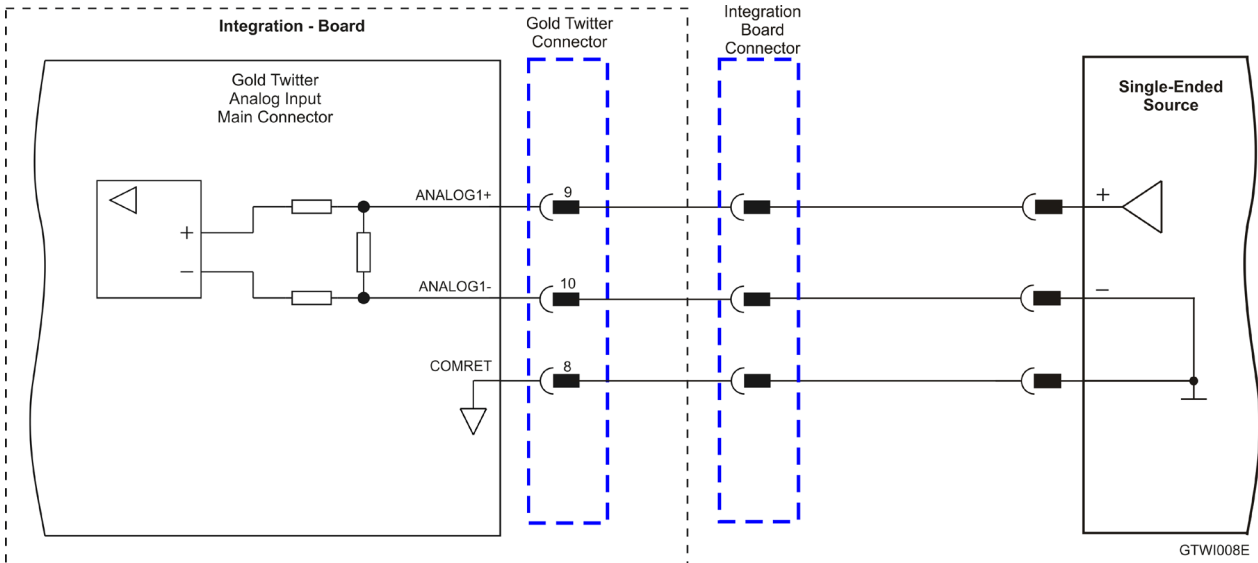 Integration - Board
Gold Twitter
Connector
Integration
Board
Connector
Gold Twitter
Analog Input
Main Connector
Single-Ended
Source
ANALOG1+
9
+
+
−
ANALOG1-
10
−
COMRET
8
GTWI008E